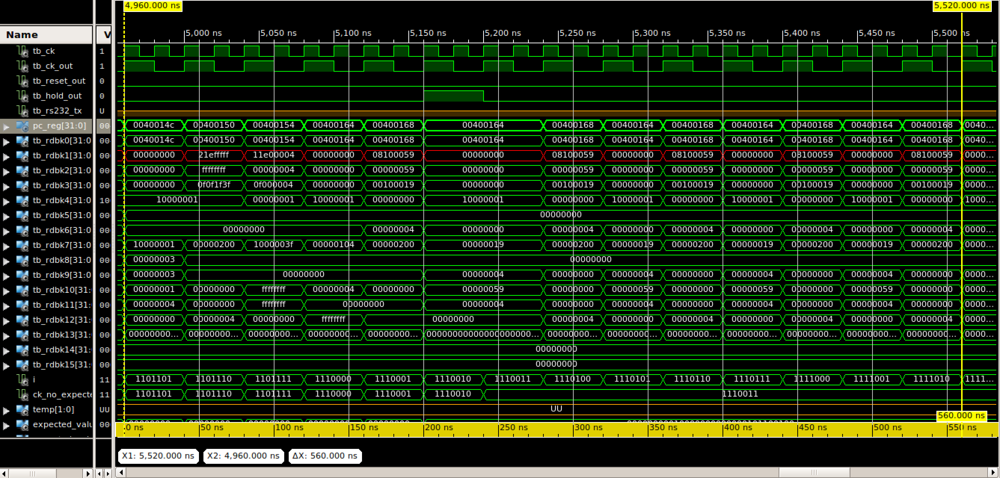 4,960.000 ns 5,520.000 ns
Name V
5,000 ns 5,050 ns 5,100 ns 5,150 ns 5,200 ns 5,250 ns 5,300 ns 5,350 ns 5,400 ns 5,450 ns 5,500 ns
tb_ck 1
tb_ck_out 1
tb_reset_out 0
tb_hold_out 0
tb_rs232_tx U
pc_reg[31:0] 00 0040014c 00400150 00400154 00400164 00400168 00400164 00400168 00400164 00400168 00400164 00400168 00400164 00400168 0040...
tb_rdbk0[31:0 00 0040014c 00400150 00400154 00400164 00400168 00400164 00400168 00400164 00400168 00400164 00400168 00400164 00400168 0040...
tb_rdbk1[31:0 00 00000000 21efffff 11e00004 00000000 08100059 00000000 08100059 00000000 08100059 00000000 08100059 00000000 08100059 0000...
tb_rdbk2[31:0 00 00000000 ffffffff 00000004 00000000 00000059 00000000 00000059 00000000 00000059 00000000 00000059 00000000 00000059 0000...
tb_rdbk3[31:0 00 00000000 0f0f1f3f 0f000004 00000000 00100019 00000000 00100019 00000000 00100019 00000000 00100019 00000000 00100019 0000...
tb_rdbk4[31:0 10 10000001 00000001 10000001 00000000 10000001 00000000 10000001 00000000 10000001 00000000 10000001 00000000 1000...
tb_rdbk5[31:0 00 00000000
tb_rdbk6[31:0 00 00000000 00000004 00000000 00000004 00000000 00000004 00000000 00000004 00000000 00000004 0000...
tb_rdbk7[31:0 00 10000001 00000200 1000003f 00000104 00000200 00000019 00000200 00000019 00000200 00000019 00000200 00000019 00000200 0000...
tb_rdbk8[31:0 00 00000003 00000000
tb_rdbk9[31:0 00 00000003 00000000 00000004 00000000 00000004 00000000 00000004 00000000 00000004 00000000 0000...
tb_rdbk10[31: 00 00000001 00000000 ffffffff 00000004 00000000 00000059 00000000 00000059 00000000 00000059 00000000 00000059 00000000 0000...
tb_rdbk11[31: 00 00000004 00000000 ffffffff 00000000 00000004 00000000 00000004 00000000 00000004 00000000 00000004 00000000 0000...
tb_rdbk12[31: 00 00000000 00000004 00000000 ffffffff 00000000 00000004 00000000 00000004 00000000 00000004 00000000 00000004 0000...
tb_rdbk13[31: 00 00000000... 00000000... 00000000... 00000000... 00000000... 00000000000000000000... 00000000... 00000000... 00000000... 00000000... 00000000... 00000000... 00000000... 0000...
tb_rdbk14[31: 00 00000000
tb_rdbk15[31: 00 00000000
i 11 1101101 1101110 1101111 1110000 1110001 1110010 1110011 1110100 1110101 1110110 1110111 1111000 1111001 1111010 1111...
ck_no_expecte 11 1101101 1101110 1101111 1110000 1110001 1110010 1110011
temp[1:0] UU UU
expected_valu 00
560.000 ns
0 ns 50 ns 100 ns 150 ns 200 ns 250 ns 300 ns 350 ns 400 ns 450 ns 500 ns 550 ns
X1: 5,520.000 ns X2: 4,960.000 ns ΔX: 560.000 ns